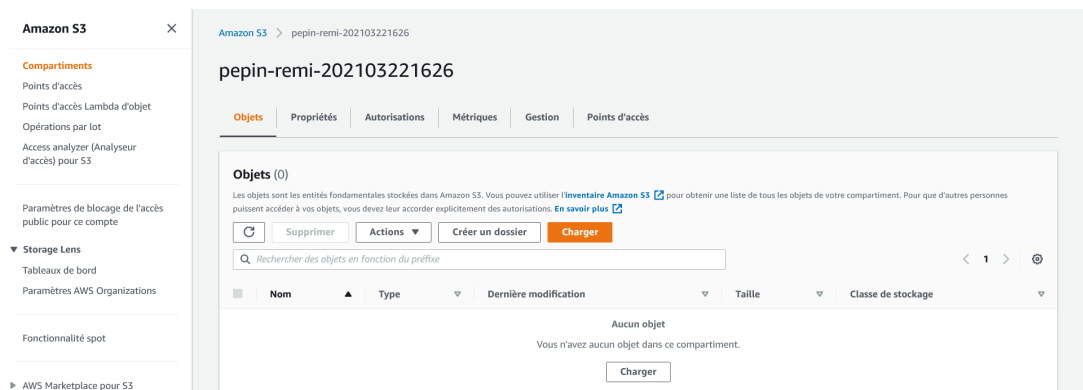 Amazon S3
Compartiments
Points d'accès
Points d'accès Lambda d'objet
Opérations par lot
Access analyzer (Analyseur
d'accès) pour S3
Paramètres de blocage de l'accès
public pour ce compte
Storage Lens
Tableaux de bord
Paramètres AWS Organizations
Fonctionnalité spot
AWS Marketplace pour S3
Amazon S3 > pepin-remi-202103221626
pepin-remi-202103221626
Objets Propriétés Autorisations Métriques Gestion Points d'accès
Objets (0)
Les objets sont les entités fondamentales stockées dans Amazon S3. Vous pouvez utiliser l'inventaire Amazon S3 pour obtenir une liste de tous les objets de votre compartiment. Pour que d'autres personnes
puissent accéder à vos objets, vous devez leur accorder explicitement des autorisations. En savoir plus
Supprimer Actions Créer un dossier Charger
Rechercher des objets en fonction du préfixe
1
Nom Type Dernière modification Taille Classe de stockage
Aucun objet
Vous n'avez aucun objet dans ce compartiment.
Charger